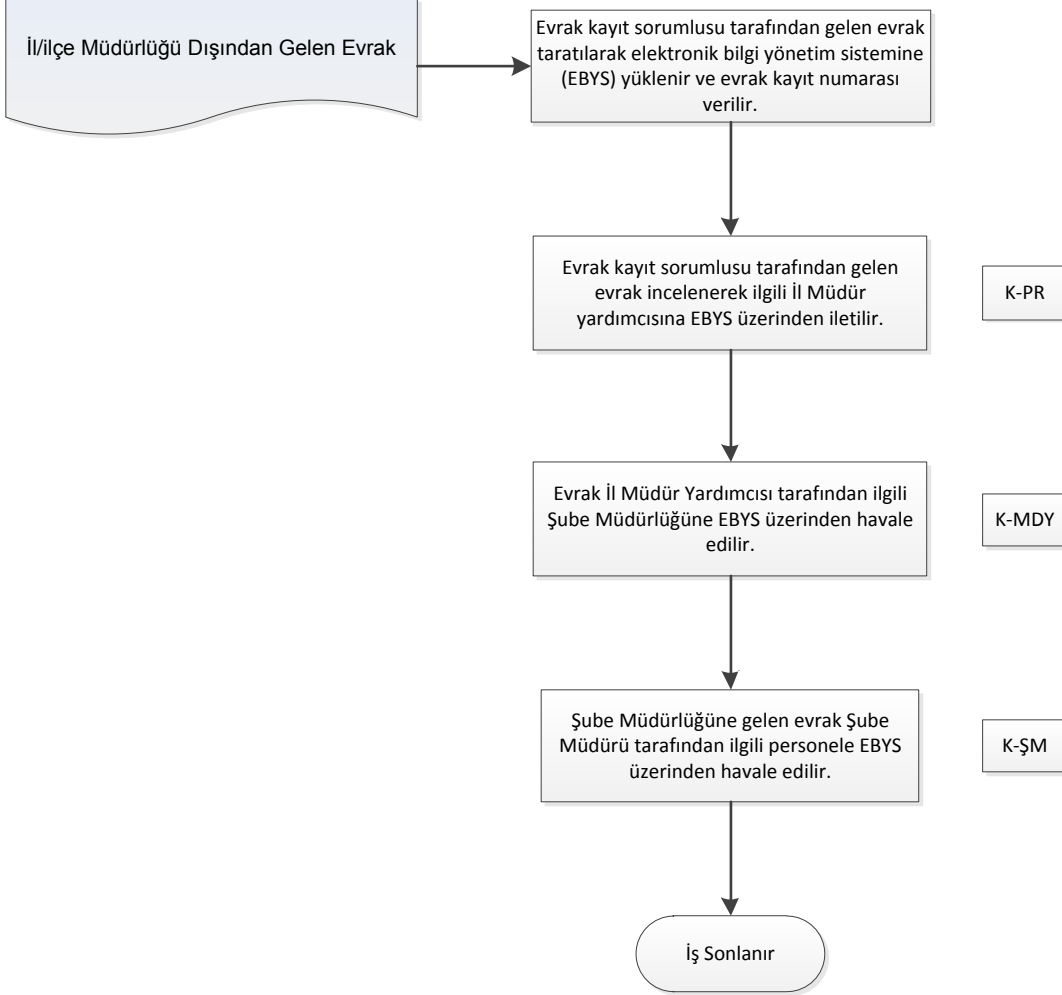 İl/ilçe Müdürlüğü Dışından Gelen Evrak
Evrak kayıt sorumlusu tarafından gelen evrak
taratılarak elektronik bilgi yönetim sistemine
(EBYS) yüklenir ve evrak kayıt numarası
verilir.
Evrak kayıt sorumlusu tarafından gelen
evrak incelenerek ilgili İl Müdür
yardımcısına EBYS üzerinden iletilir.
K-PR
Evrak İl Müdür Yardımcısı tarafından ilgili
Şube Müdürlüğüne EBYS üzerinden havale
edilir.
K-MDY
Şube Müdürlüğüne gelen evrak Şube
Müdürü tarafından ilgili personele EBYS
üzerinden havale edilir.
K-ŞM
İş Sonlanır